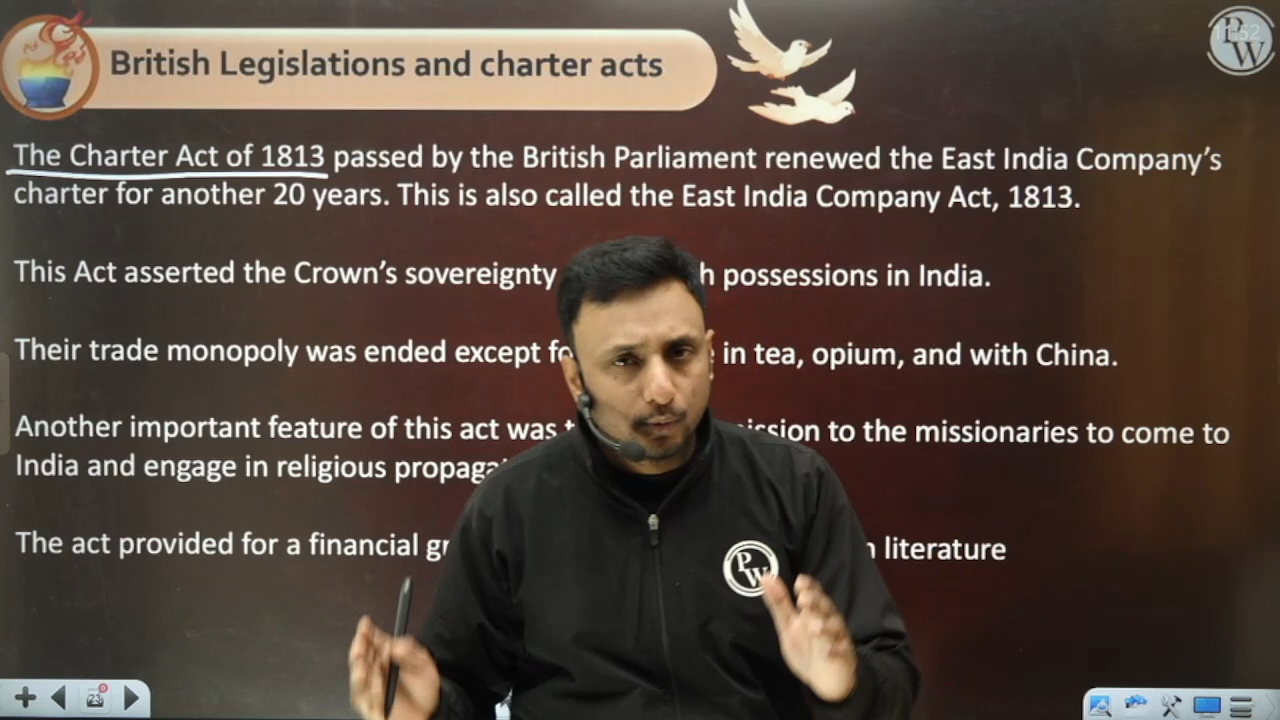 British Legislations and charter acts
PW
The Charter Act of 1813 passed by the British Parliament renewed the East India Company's
charter for another 20 years. This is also called the East India Company Act, 1813.
This Act asserted the Crown's sovereignty possessions in India.
Their trade monopoly was ended except in tea, opium, and with China.
Another important feature of this act was to the missionaries to come to
India and engage in religious
The act provided for a financial literature
PW
23